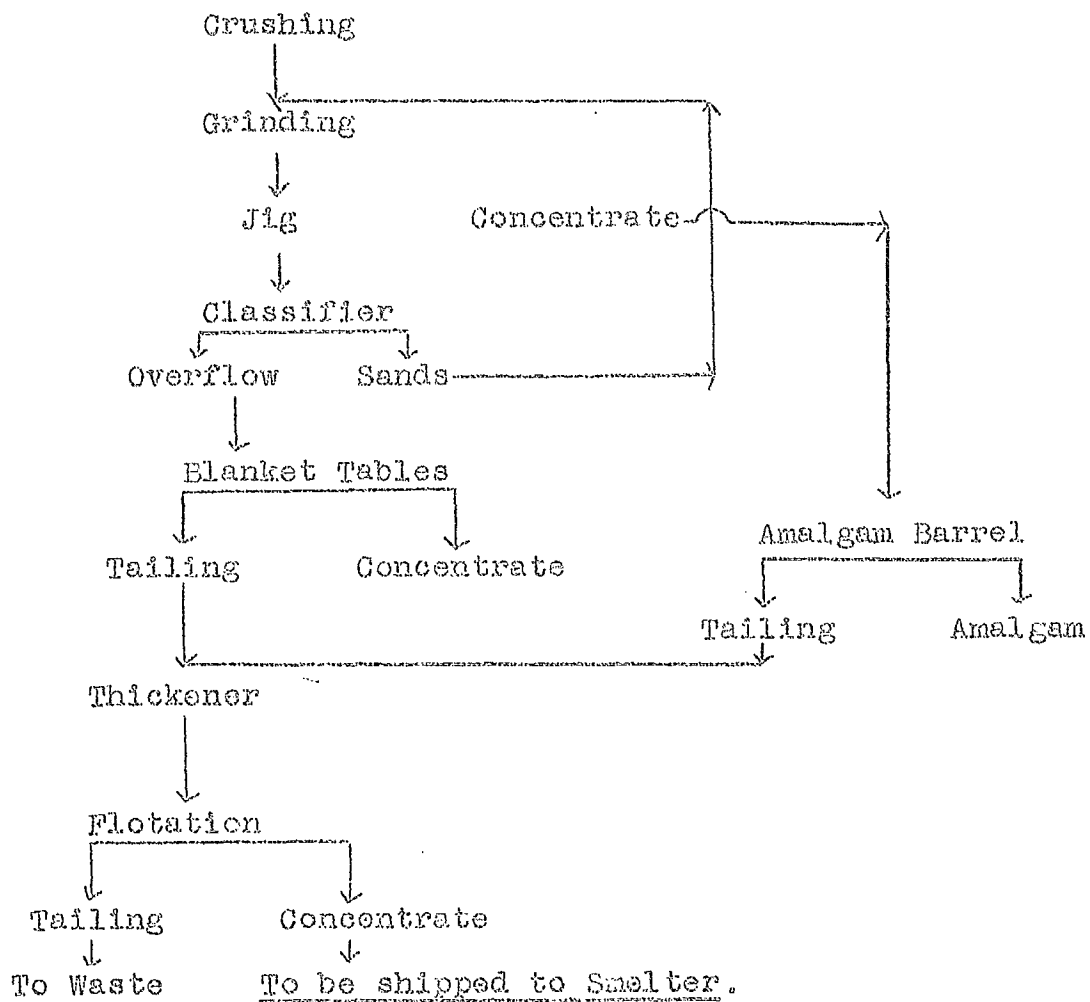 Crushing
Grinding
Jig Concentrate
Classifier
Overflow Sands
Blanket Tables
Amalgam Barrel
Tailing Concentrate
Tailing Amalgam
Thickener
Flotation
Tailing Concentrate
To Waste To be shipped to Smelter.